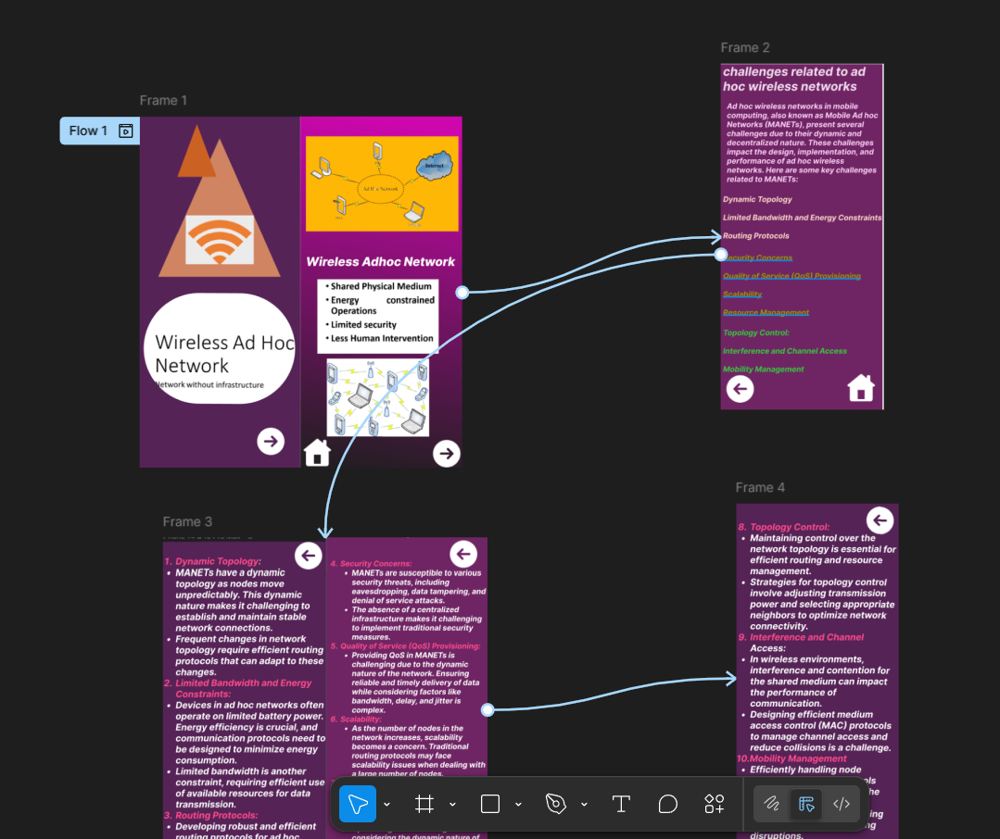 Frame 1
Flow 1
Internet
Ad Hoc Network
Wireless Adhoc Network
• Shared Physical Medium
• Energy constrained
Operations
• Limited security
• Less Human Intervention
Wireless Ad Hoc
Network
Network without infrastructure
Frame 2
challenges related to ad
hoc wireless networks
Ad hoc wireless networks in mobile
computing, also known as Mobile Ad hoc
Networks (MANETs), present several
challenges due to their dynamic and
decentralized nature. These challenges
impact the design, implementation, and
performance of ad hoc wireless
networks. Here are some key challenges
related to MANETs:
Dynamic Topology
Limited Bandwidth and Energy Constraints
Routing Protocols
Security Concerns
Quality of Service (QoS) Provisioning
Scalability
Resource Management
Topology Control:
Interference and Channel Access
Mobility Management
Frame 3
1. Dynamic Topology:
• MANETs have a dynamic
topology as nodes move
unpredictably. This dynamic
nature makes it challenging to
establish and maintain stable
network connections.
• Frequent changes in network
topology require efficient routing
protocols that can adapt to these
changes.
2. Limited Bandwidth and Energy
Constraints:
• Devices in ad hoc networks often
operate on limited battery power.
Energy efficiency is crucial, and
communication protocols need to
be designed to minimize energy
consumption.
• Limited bandwidth is another
constraint, requiring efficient use
of available resources for data
transmission.
3. Routing Protocols:
• Developing robust and efficient
routing protocols for ad hoc
4. Security Concerns:
• MANETs are susceptible to various
security threats, including
eavesdropping, data tampering, and
denial of service attacks.
• The absence of a centralized
infrastructure makes it challenging
to implement traditional security
measures.
5. Quality of Service (QoS) Provisioning:
• Providing QoS in MANETs is
challenging due to the dynamic
nature of the network. Ensuring
reliable and timely delivery of data
while considering factors like
bandwidth, delay, and jitter is
complex.
6. Scalability:
• As the number of nodes in the
network increases, scalability
becomes a concern. Traditional
routing protocols may face
scalability issues when dealing with
a large number of nodes.
considering the dynamic nature of
Frame 4
8. Topology Control:
• Maintaining control over the
network topology is essential for
efficient routing and resource
management.
• Strategies for topology control
involve adjusting transmission
power and selecting appropriate
neighbors to optimize network
connectivity.
9. Interference and Channel
Access:
• In wireless environments,
interference and contention for
the shared medium can impact
the performance of
communication.
• Designing efficient medium
access control (MAC) protocols
to manage channel access and
reduce collisions is a challenge.
10.Mobility Management
• Efficiently handling node
disruptions.